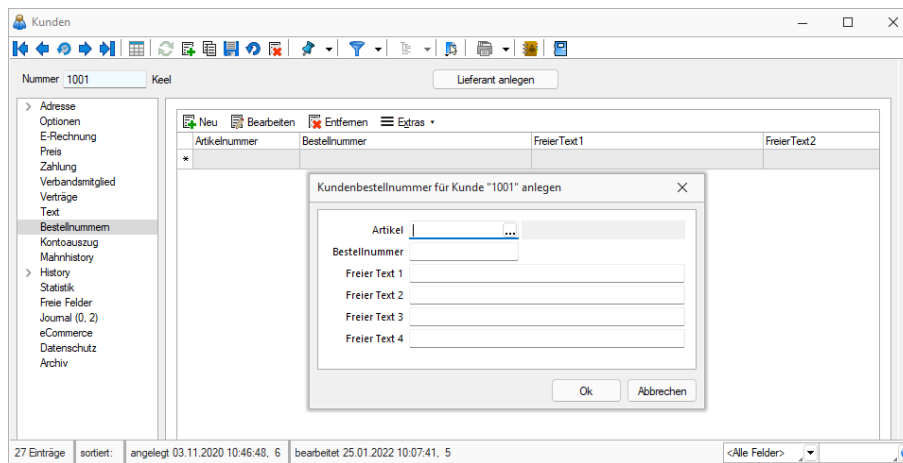 Kunden
Nummer 1001 Keel Lieferant anlegen
Adresse
Optionen
E-Rechnung
Preis
Zahlung
Verbandsmitglied
Verträge
Text
Bestellnummern
Kontoauszug
Mahnhistory
History
Statistik
Freie Felder
Journal (0, 2)
eCommerce
Datenschutz
Archiv
Neu Bearbeiten Entfernen Extras
Artikelnummer Bestellnummer FreierText1 FreierText2
*
Kundenbestellnummer für Kunde "1001" anlegen
Artikel ...
Bestellnummer
Freier Text 1
Freier Text 2
Freier Text 3
Freier Text 4
Ok Abbrechen
27 Einträge sortiert: angelegt 03.11.2020 10:46:48, 6 bearbeitet 25.01.2022 10:07:41, 5 <Alle Felder>